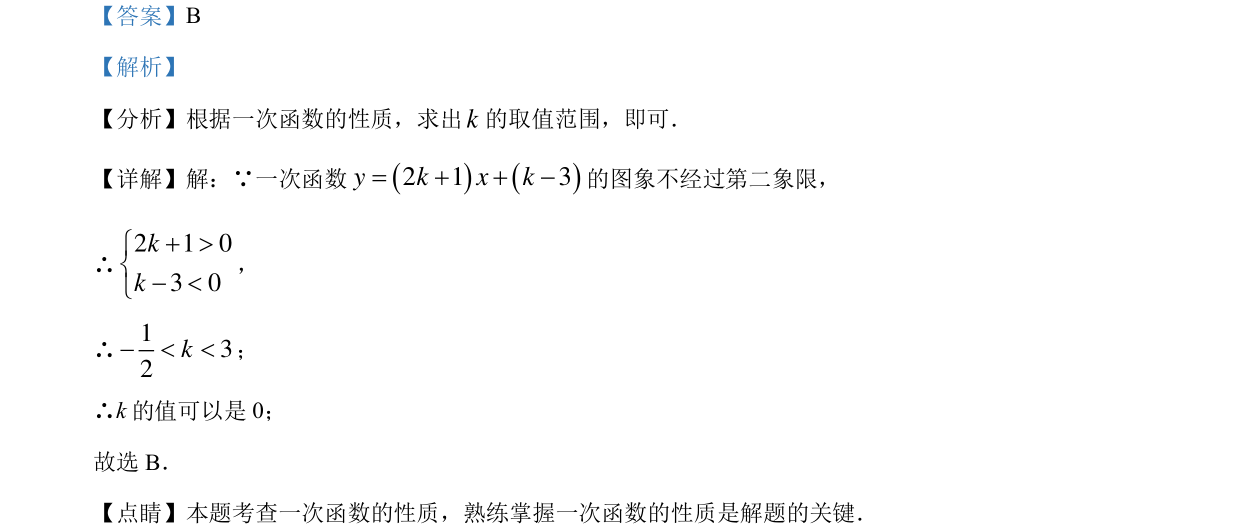 【答案】B
【解析】
【分析】根据一次函数的性质，求出k的取值范围，即可．
【详解】解：∵一次函数y=(2k+1)x+(k−3)的图象不经过第二象限，
∴{2k+1>0
k−3<0，
∴−1/2<k<3；
∴k的值可以是0；
故选B．
【点睛】本题考查一次函数的性质，熟练掌握一次函数的性质是解题的关键．